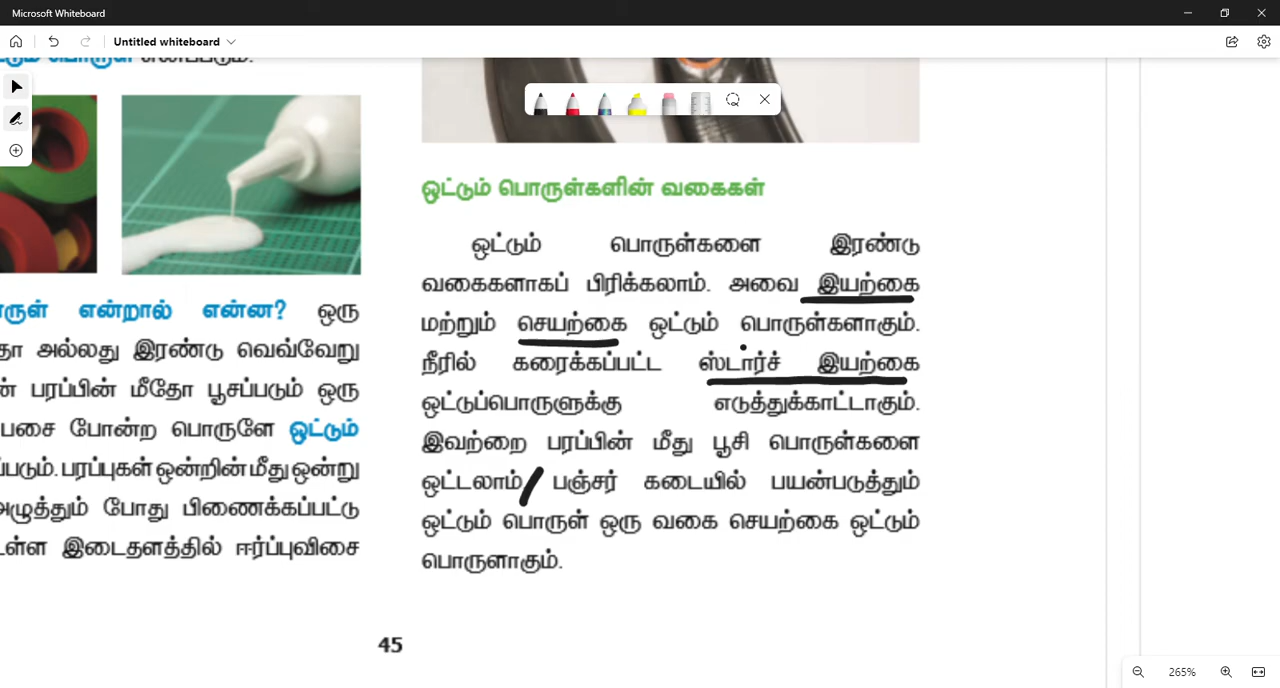 Microsoft Whiteboard
Untitled whiteboard
பொருள் எனப்படும்.
என்றால் என்ன? ஒரு
அல்லது இரண்டு வெவ்வேறு
பரப்பின் மீதோ பூசப்படும் ஒரு
பசை போன்ற பொருளே ஒட்டும்
பரப்புகள் ஒன்றின் மீது ஒன்று
போது பிணைக்கப்பட்டு
இடைதளத்தில் ஈர்ப்புவிசை
ஒட்டும் பொருள்களின் வகைகள்
ஒட்டும் பொருள்களை இரண்டு
வகைகளாகப் பிரிக்கலாம். அவை இயற்கை
மற்றும் செயற்கை ஒட்டும் பொருள்களாகும்.
நீரில் கரைக்கப்பட்ட ஸ்டார்ச் இயற்கை
ஒட்டுப்பொருளுக்கு எடுத்துக்காட்டாகும்.
இவற்றை பரப்பின் மீது பூசி பொருள்களை
ஒட்டலாம் பஞ்சர் கடையில் பயன்படுத்தும்
ஒட்டும் பொருள் ஒரு வகை செயற்கை ஒட்டும்
பொருளாகும்.
45
265%